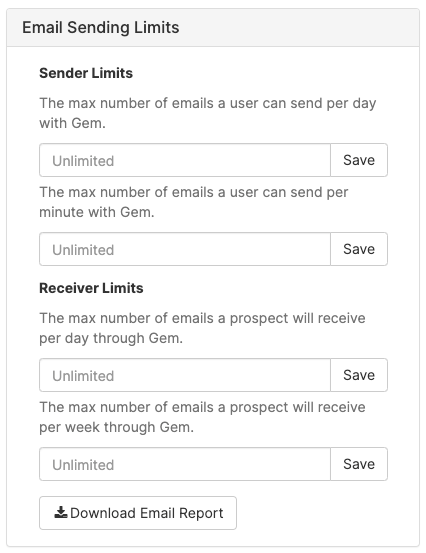 Email Sending Limits
Sender Limits
The max number of emails a user can send per day
with Gem.
Unlimited Save
The max number of emails a user can send per
minute with Gem.
Unlimited Save
Receiver Limits
The max number of emails a prospect will receive
per day through Gem.
Unlimited Save
The max number of emails a prospect will receive
per week through Gem.
Unlimited Save
Download Email Report